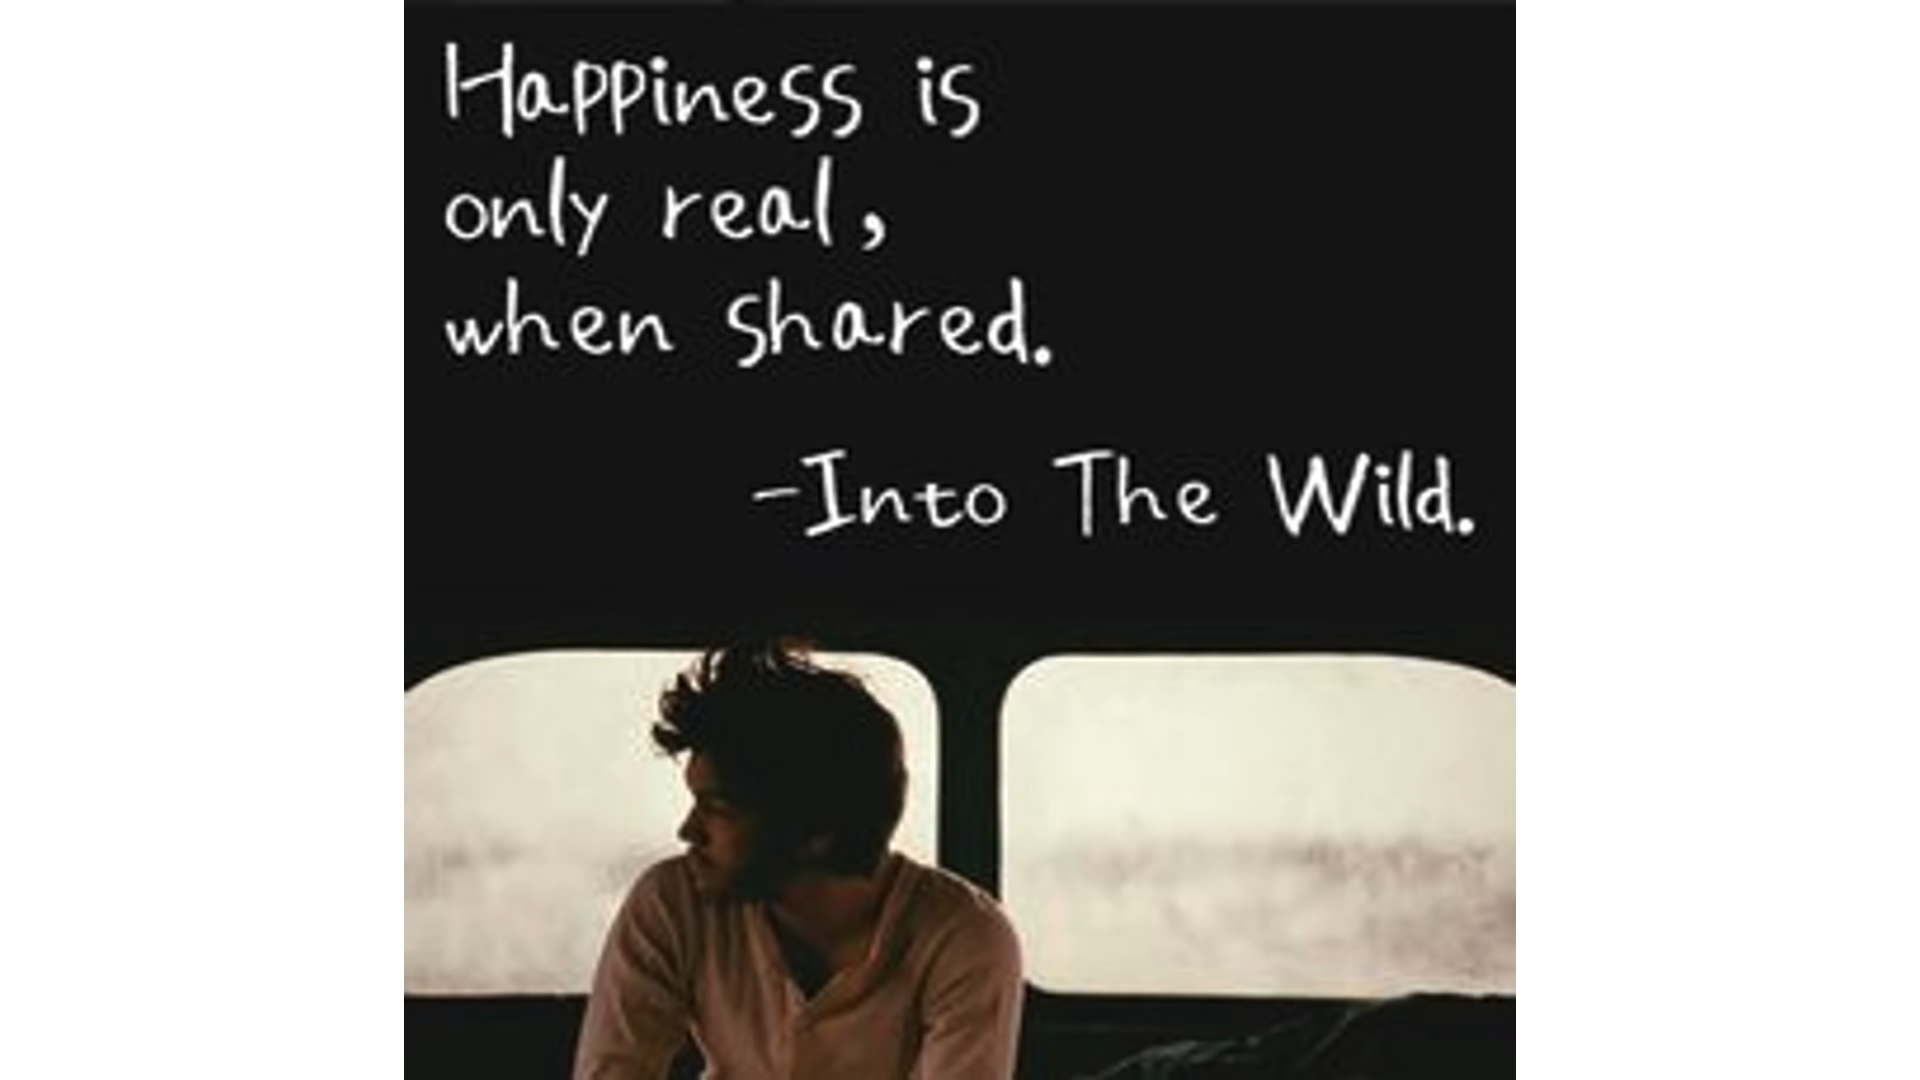 Happiness is
only real,
when shared.
-Into The Wild.